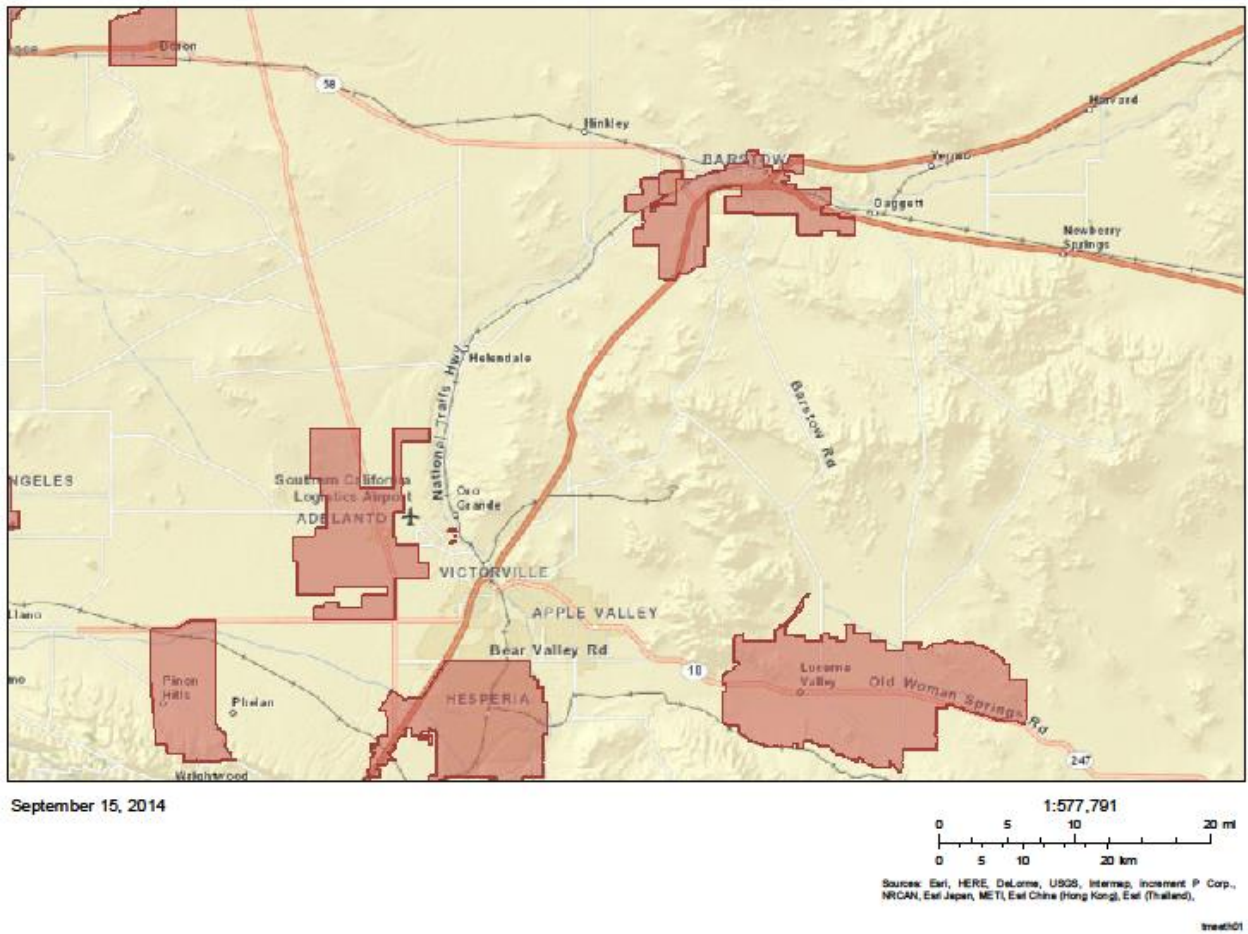 Boron
58
Hinkley
Harvard
BARSTOW
Yermo
Daggett
Newberry
Springs
National Trails Hwy
Helendale
Barstow Rd
NGELES
Southern California
Logistics Airport
ADELANTO
Oro
Grande
VICTORVILLE
Llano
APPLE VALLEY
Bear Valley Rd
18
Lucerne
Valley
Old Woman Springs Rd
Pinon
Hills
Phelan
HESPERIA
247
Wrightwood
September 15, 2014
1:577,791
0 5 10 20 mi
0 5 10 20 km
Sources: Esri, HERE, DeLorme, USGS, Intermap, increment P Corp.,
NRCAN, Esri Japan, METI, Esri China (Hong Kong), Esri (Thailand),